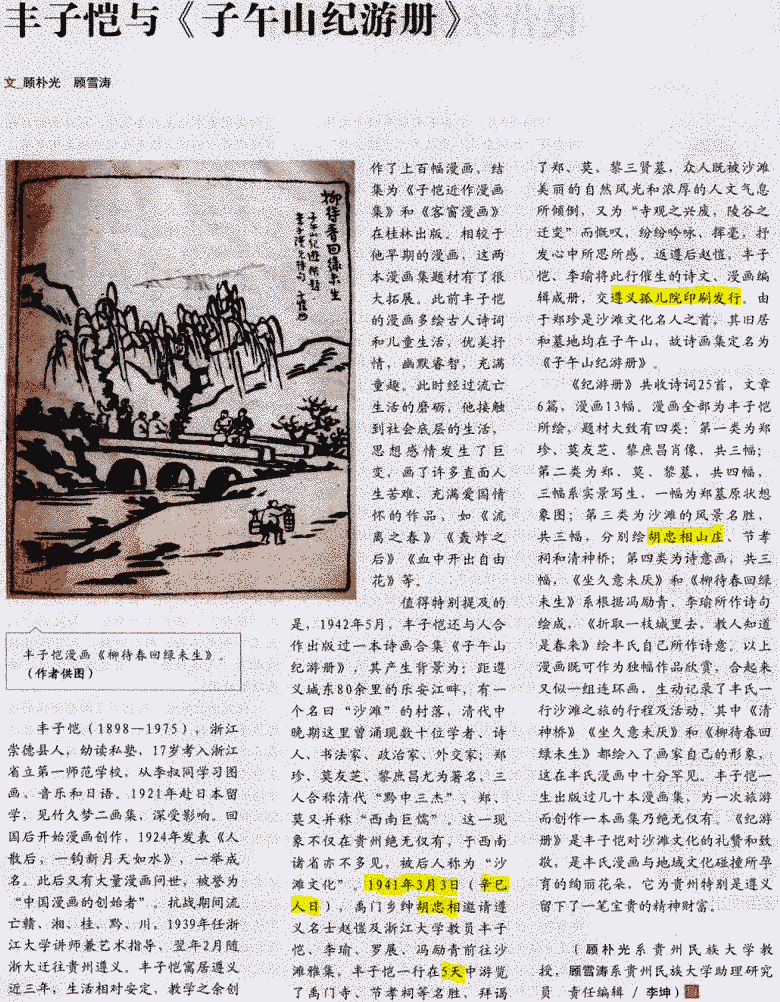 丰子恺与《子午山纪游册》
文_顾朴光 顾雪涛
柳待春回绿未生
子午山纪游 择题
子恺画
丰子恺漫画《柳待春回绿未生》。
（作者供图）
丰子恺（1898—1975），浙江
崇德县人，幼读私塾，17岁考入浙江
省立第一师范学校，从李叔同学习图
画、音乐和日语。1921年赴日本留
学，见竹久梦二画集，深受影响。回
国后开始漫画创作，1924年发表《人
散后，一钩新月天如水》，一举成
名。此后又有大量漫画问世，被誉为
“中国漫画的创始者”。抗战期间流
亡赣、湘、桂、黔、川，1939年任浙
江大学讲师兼艺术指导，翌年2月随
浙大迁往贵州遵义。丰子恺寓居遵义
近三年，生活相对安定，教学之余创
作了上百幅漫画，结
集为《子恺近作漫画
集》和《客窗漫画》
在桂林出版。相较于
他早期的漫画，这两
本漫画集题材有了很
大拓展。此前丰子恺
的漫画多绘古人诗词
和儿童生活，优美抒
情，幽默睿智，充满
童趣，此时经过流亡
生活的磨砺，他接触
到社会底层的生活，
思想感情发生了巨
变，画了许多直面人
生苦难、充满爱国情
怀的作品，如《流
离之春》《轰炸之
后》《血中开出自由
花》等。
值得特别提及的
是，1942年5月，丰子恺还与人合
作出版过一本诗画合集《子午山
纪游册》，其产生背景为：距遵
义城东80余里的乐安江畔，有一
个名曰“沙滩”的村落，清代中
晚期这里曾涌现数十位学者、诗
人、书法家、政治家、外交家；郑
珍、莫友芝、黎庶昌尤为著名，三
人合称清代“黔中三杰”，郑、
莫又并称“西南巨儒”。这一现
象不仅在贵州绝无仅有，于西南
诸省亦不多见，被后人称为“沙
滩文化”。1941年3月3日（辛巳
人日），禹门乡绅胡忠相邀请遵
义名士赵恺及浙江大学教员丰子
恺、李瑜、罗展、冯励青前往沙
滩雅集，丰子恺一行在5天中游览
了禹门寺、节孝祠等名胜，拜谒
了郑、莫、黎三贤墓，众人既被沙滩
美丽的自然风光和浓厚的人文气息
所倾倒，又为“寺观之兴废，陵谷之
迁变”而慨叹，纷纷吟咏、挥毫，抒
发心中所思所感。返遵后赵恺、丰子
恺、李瑜将此行催生的诗文、漫画编
辑成册，交遵义孤儿院印刷发行。由
于郑珍是沙滩文化名人之首，其旧居
和墓地均在子午山，故诗画集定名为
《子午山纪游册》。
《纪游册》共收诗词25首，文章
6篇，漫画13幅。漫画全部为丰子恺
所绘，题材大致有四类：第一类为郑
珍、莫友芝、黎庶昌肖像，共三幅；
第二类为郑、莫、黎墓，共四幅，
三幅系实景写生，一幅为郑墓原状想
象图；第三类为沙滩的风景名胜，
共三幅，分别绘胡忠相山庄、节孝
祠和清神桥；第四类为诗意画，共三
幅，《坐久意未厌》和《柳待春回绿
未生》系根据冯励青、李瑜所作诗句
绘成，《折取一枝城里去，教人知道
是春来》绘丰氏自己所作诗意。以上
漫画既可作为独幅作品欣赏，合起来
又似一组连环画，生动记录了丰氏一
行沙滩之旅的行程及活动，其中《清
神桥》《坐久意未厌》和《柳待春回
绿未生》都绘入了画家自己的形象，
这在丰氏漫画中十分罕见。丰子恺一
生出版过几十本漫画集，为一次旅游
而创作一本画集乃绝无仅有。《纪游
册》是丰子恺对沙滩文化的礼赞和致
敬，是丰氏漫画与地域文化碰撞所孕
育的绚丽花朵，它为贵州特别是遵义
留下了一笔宝贵的精神财富。
（顾朴光系贵州民族大学教
授，顾雪涛系贵州民族大学助理研究
员 责任编辑 / 李坤）